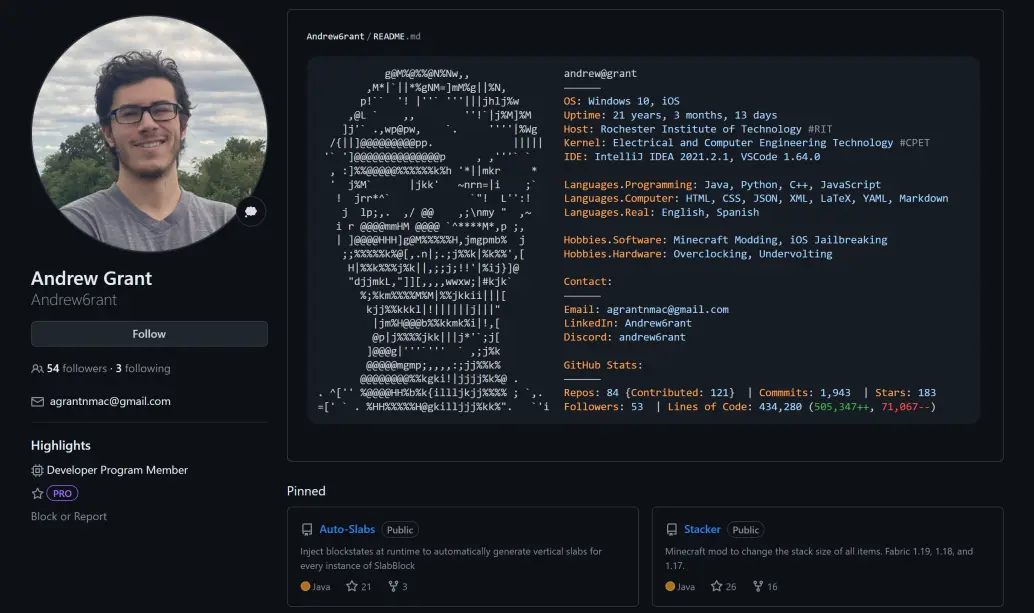 Andrew Grant
Andrew6rant
Follow
54 followers · 3 following
agrantnmac@gmail.com
Highlights
Developer Program Member
PRO
Block or Report
Andrew6rant/README.md
andrew@grant
OS: Windows 10, iOS
Uptime: 21 years, 3 months, 13 days
Host: Rochester Institute of Technology #RIT
Kernel: Electrical and Computer Engineering Technology #CPET
IDE: IntelliJ IDEA 2021.2.1, VSCode 1.64.0
Languages.Programming: Java, Python, C++, JavaScript
Languages.Computer: HTML, CSS, JSON, XML, LaTeX, YAML, Markdown
Languages.Real: English, Spanish
Hobbies.Software: Minecraft Modding, iOS Jailbreaking
Hobbies.Hardware: Overclocking, Undervolting
Contact:
Email: agrantnmac@gmail.com
LinkedIn: Andrew6rant
Discord: andrew6rant
GitHub Stats:
Repos: 84 {Contributed: 121} | Commmits: 1,943 | Stars: 183
Followers: 53 | Lines of Code: 434,280 (505,347++, 71,067--)
Pinned
Auto-Slabs Public
Inject blockstates at runtime to automatically generate vertical slabs for
every instance of SlabBlock
Java 21 3
Stacker Public
Minecraft mod to change the stack size of all items. Fabric 1.19, 1.18, and
1.17.
Java 26 16